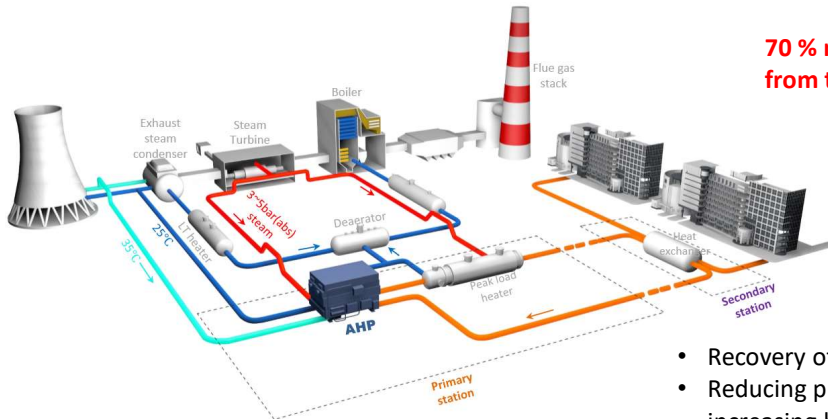 70 %
from
Flue gas
stack
Boiler
Exhaust
steam
condenser
Steam
Turbine
3~5bar(abs)
steam
Deaerator
LT heater
25°C
35°C
Heat
exchanger
Peak load
heater
AHP
Secondary
station
Primary
station
• Recovery
• Reducing
increasing